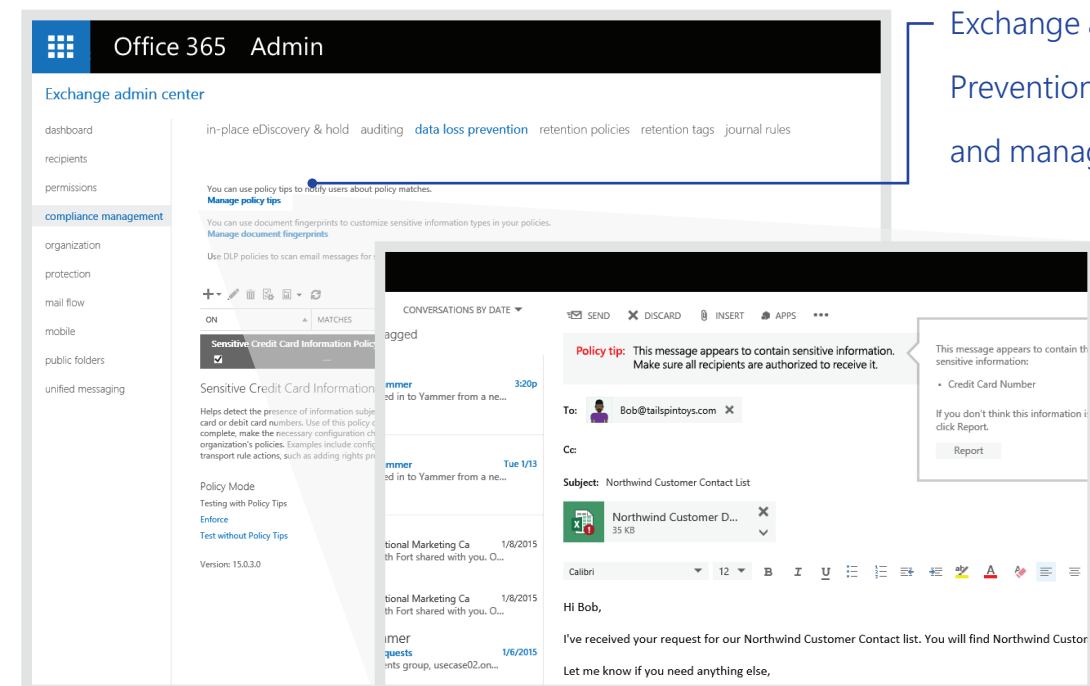 Office 365 Admin
Exchange a
Prevention
and manag
Exchange admin center
dashboard
recipients
permissions
compliance management
organization
protection
mail flow
mobile
public folders
unified messaging
in-place eDiscovery & hold auditing data loss prevention retention policies retention tags journal rules
You can use policy tips to notify users about policy matches.
Manage policy tips
You can use document fingerprints to customize sensitive information types in your policies.
Manage document fingerprints
Use DLP policies to scan email messages for s
ON MATCHES
Sensitive Credit Card Information Polic
Sensitive Credit Card Information
Helps detect the presence of information subje
card or debit card numbers. Use of this policy
complete, make the necessary configuration ch
organization's policies. Examples include config
transport rule actions, such as adding rights pr
Policy Mode
Testing with Policy Tips
Enforce
Test without Policy Tips
Version: 15.0.3.0
CONVERSATIONS BY DATE
agged
mmer 3:20p
ed in to Yammer from a ne...
mmer Tue 1/13
ed in to Yammer from a ne...
tional Marketing Ca 1/8/2015
th Fort shared with you. O...
tional Marketing Ca 1/8/2015
th Fort shared with you. O...
mer
quests 1/6/2015
ents group, usecase02.on...
SEND DISCARD INSERT APPS •••
Policy tip: This message appears to contain sensitive information.
Make sure all recipients are authorized to receive it.
To: Bob@tailspintoys.com
Cc:
Subject: Northwind Customer Contact List
Northwind Customer D...
35 KB
Calibri 12 B I U
Hi Bob,
I've received your request for our Northwind Customer Contact list. You will find Northwind Custor
Let me know if you need anything else,
This message appears to contain th
sensitive information:
• Credit Card Number
If you don't think this information is
click Report.
Report